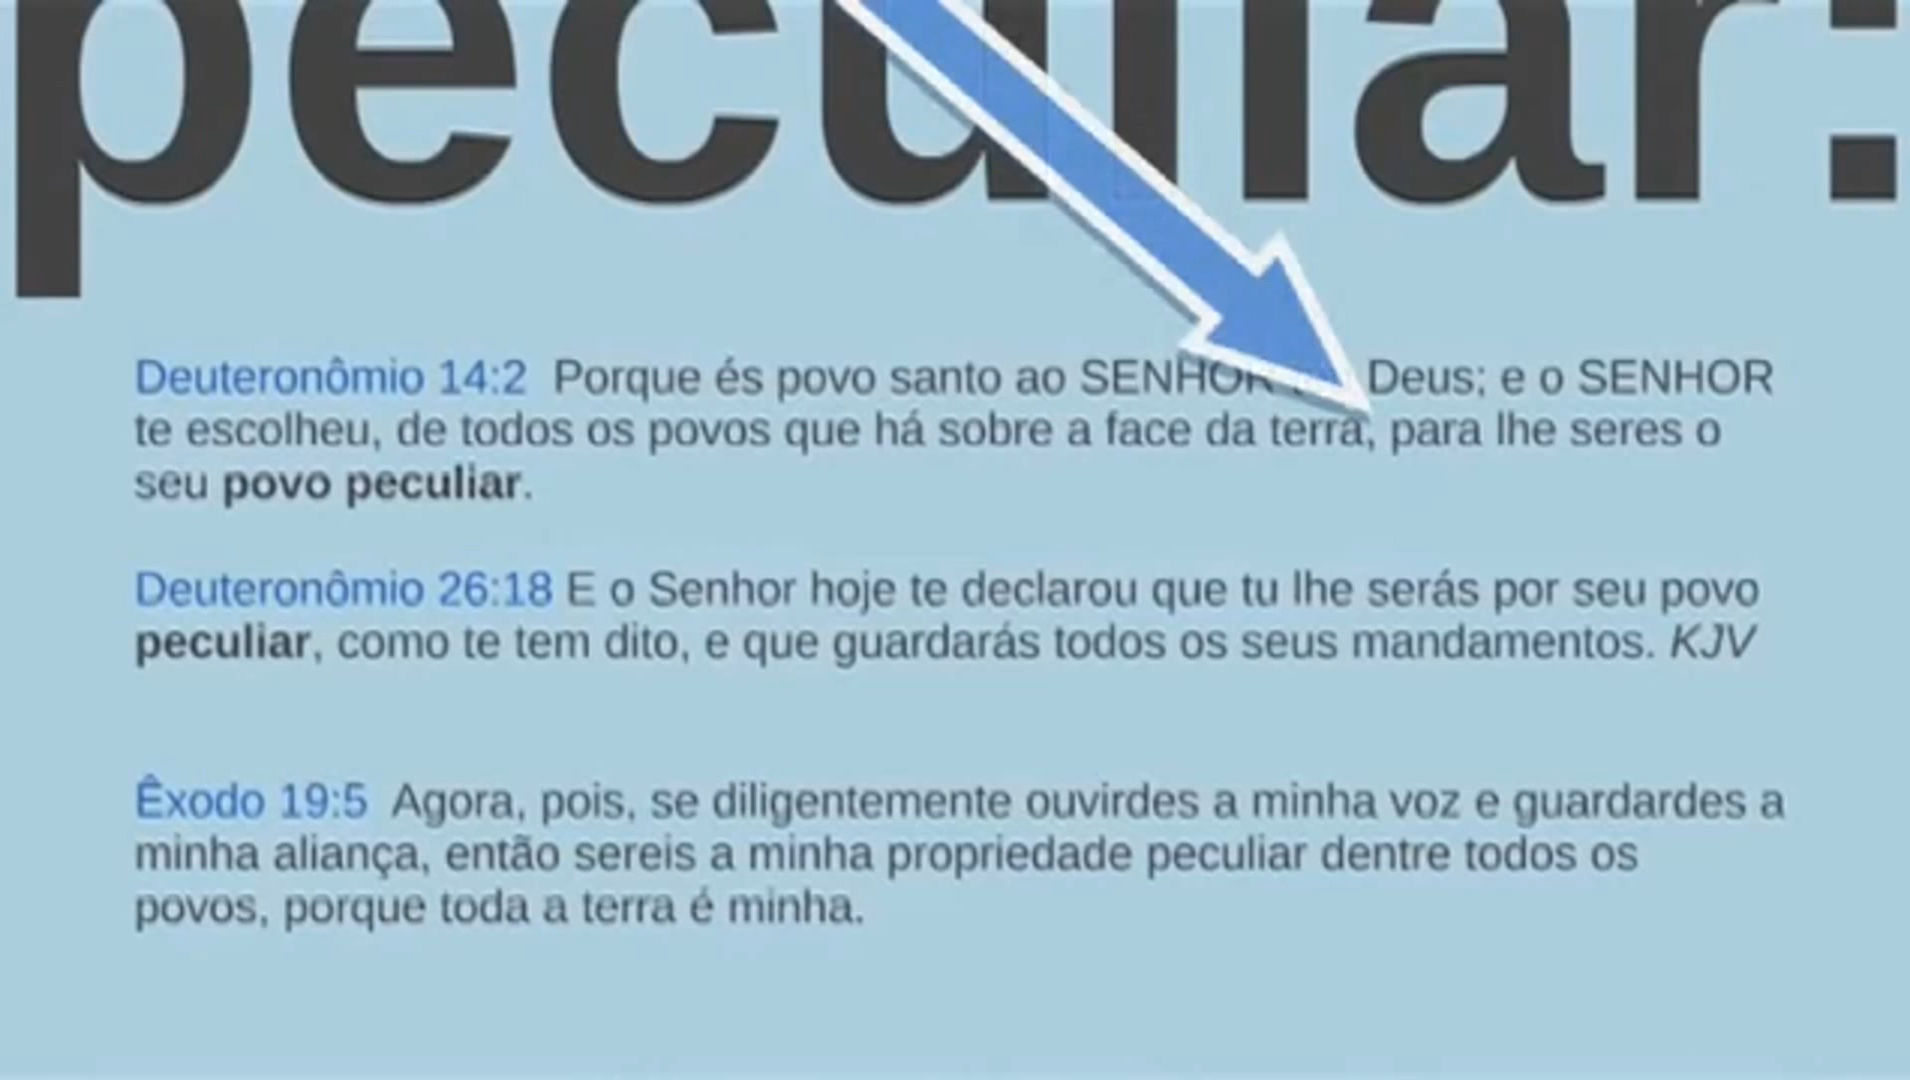 peculiar:
Deuteronômio 14:2 Porque és povo santo ao SENHOR Deus; e o SENHOR
te escolheu, de todos os povos que há sobre a face da terra, para lhe seres o
seu povo peculiar.
Deuteronômio 26:18 E o Senhor hoje te declarou que tu lhe serás por seu povo
peculiar, como te tem dito, e que guardarás todos os seus mandamentos. KJV
Êxodo 19:5 Agora, pois, se diligentemente ouvirdes a minha voz e guardardes a
minha aliança, então sereis a minha propriedade peculiar dentre todos os
povos, porque toda a terra é minha.